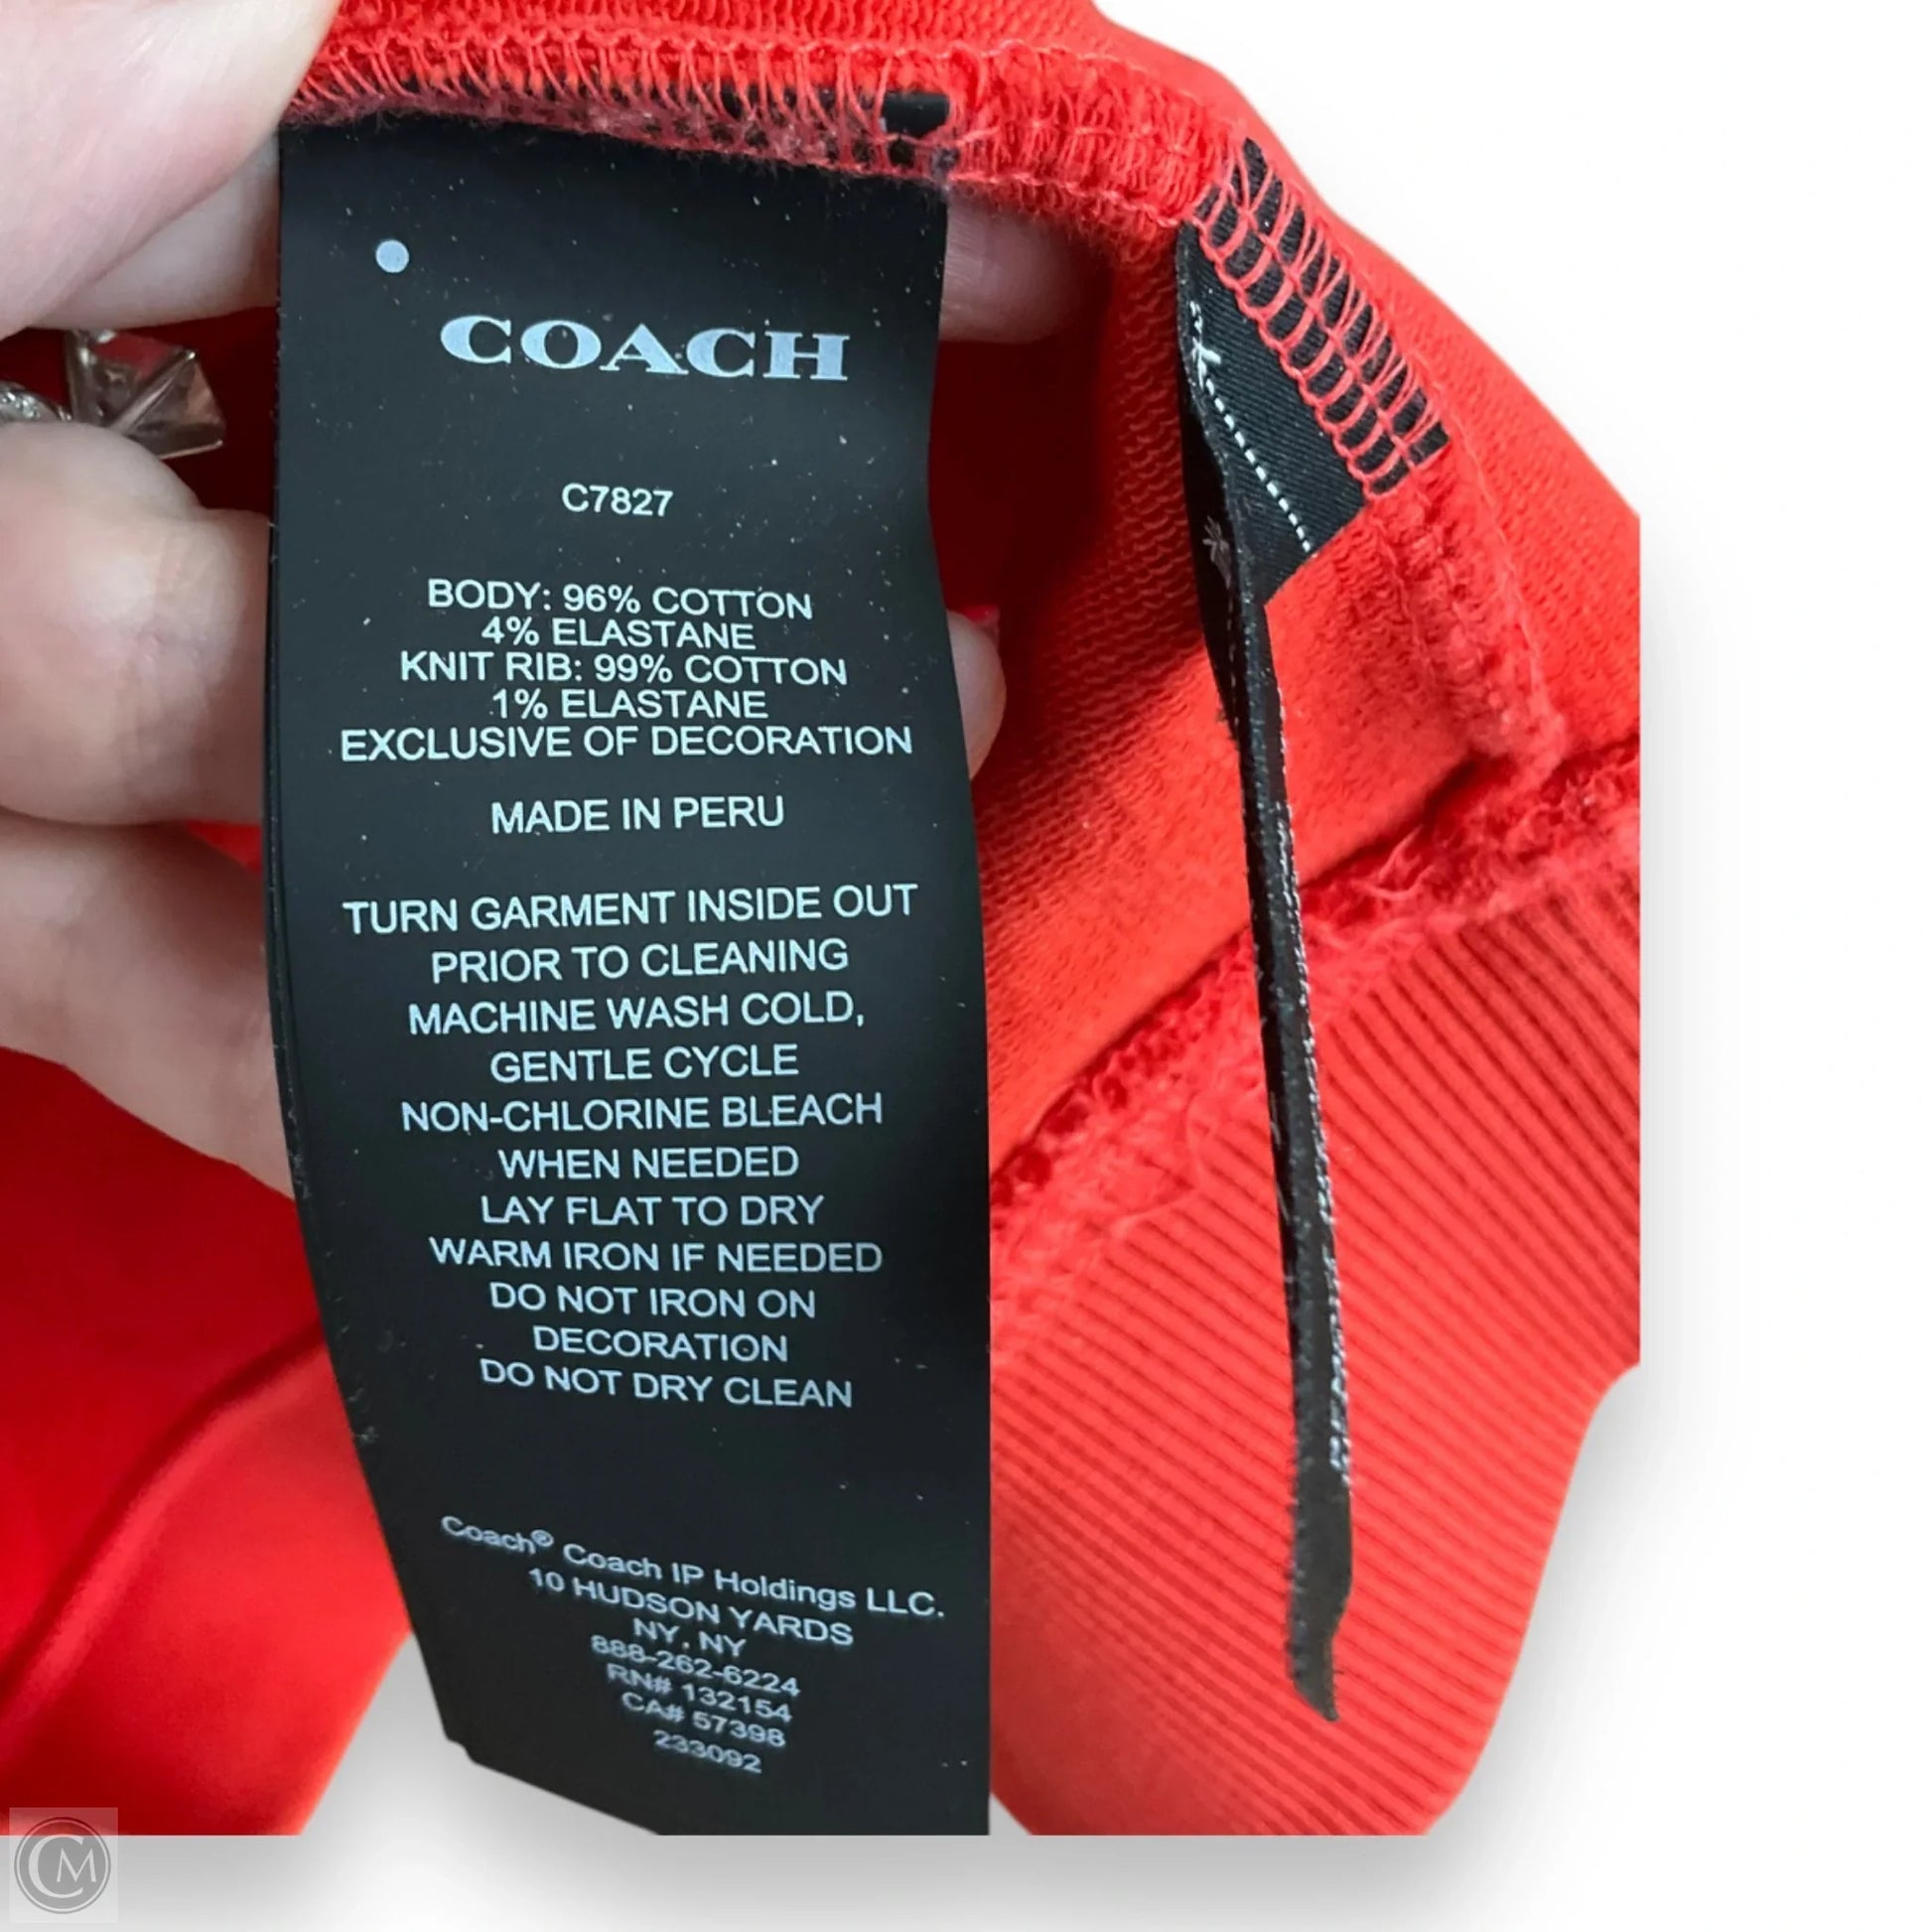 COACH
C7827
BODY: 96% COTTON
4% ELASTANE
KNIT RIB: 99% COTTON
1% ELASTANE
EXCLUSIVE OF DECORATION
MADE IN PERU
TURN GARMENT INSIDE OUT
PRIOR TO CLEANING
MACHINE WASH COLD,
GENTLE CYCLE
NON-CHLORINE BLEACH
WHEN NEEDED
LAY FLAT TO DRY
WARM IRON IF NEEDED
DO NOT IRON ON
DECORATION
DO NOT DRY CLEAN
Coach® Coach IP Holdings LLC.
10 HUDSON YARDS
NY, NY
888-262-6224
RN# 132154
CA# 57398
233092
CM